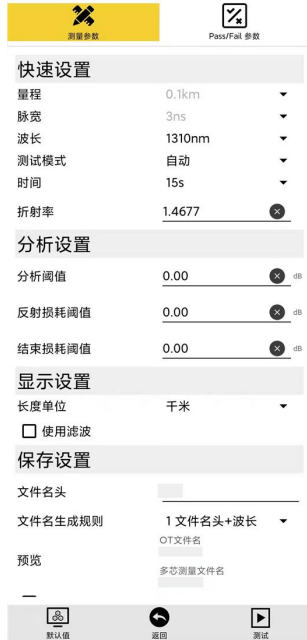 测量参数 Pass/Fail 参数
快速设置
量程 0.1km
脉宽 3ns
波长 1310nm
测试模式 自动
时间 15s
折射率 1.4677
分析设置
分析阈值 0.00 dB
反射损耗阈值 0.00 dB
结束损耗阈值 0.00 dB
显示设置
长度单位 千米
使用滤波
保存设置
文件名头
文件名生成规则 1 文件名头+波长
OT文件名
预览
多芯测量文件名
默认值 返回 测试